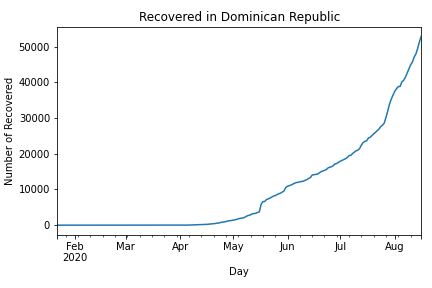 Recovered in Dominican Republic
Number of Recovered
50000
40000
30000
20000
10000
0
Feb Mar Apr May Jun Jul Aug
2020
Day